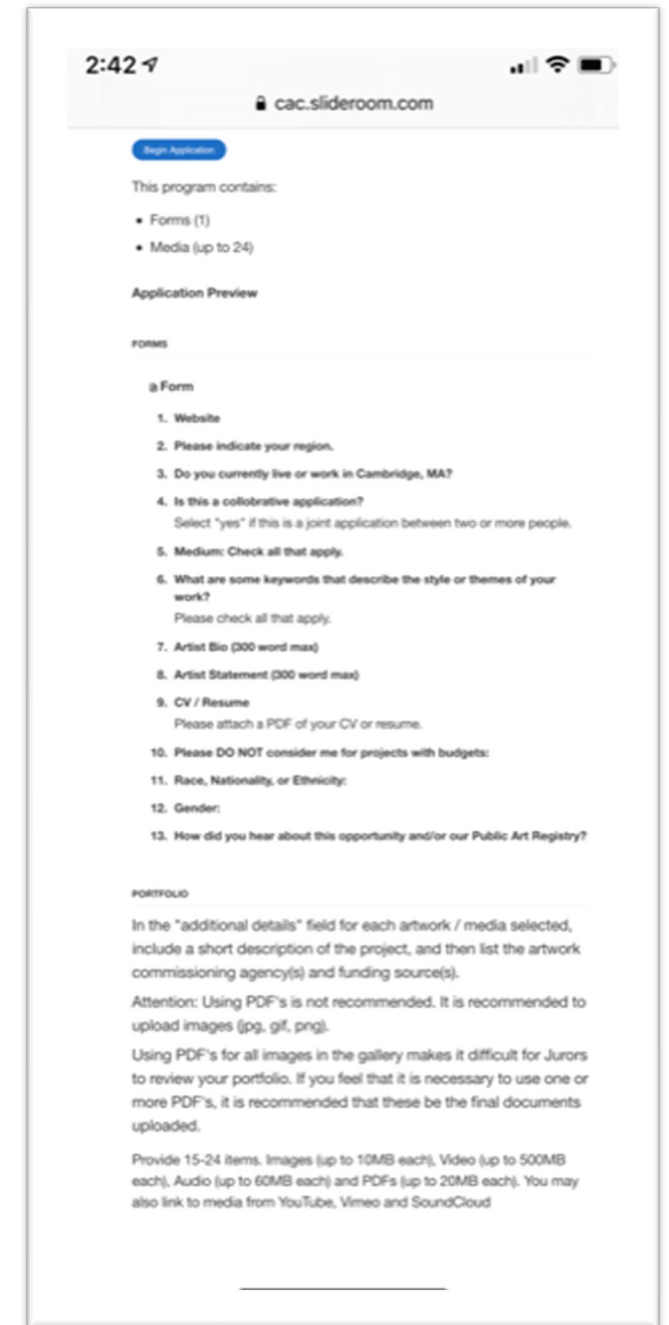 2:42
cac.slideroom.com
Begin Application
This program contains:
• Forms (1)
• Media (up to 24)
Application Preview
FORMS
Form
1. Website
2. Please indicate your region.
3. Do you currently live or work in Cambridge, MA?
4. Is this a collobrative application?
Select "yes" if this is a joint application between two or more people.
5. Medium: Check all that apply.
6. What are some keywords that describe the style or themes of your
work?
Please check all that apply.
7. Artist Bio (300 word max)
8. Artist Statement (300 word max)
9. CV / Resume
Please attach a PDF of your CV or resume.
10. Please DO NOT consider me for projects with budgets:
11. Race, Nationality, or Ethnicity:
12. Gender:
13. How did you hear about this opportunity and/or our Public Art Registry?
PORTFOLIO
In the "additional details" field for each artwork / media selected,
include a short description of the project, and then list the artwork
commissioning agency(s) and funding source(s).
Attention: Using PDF's is not recommended. It is recommended to
upload images (jpg, gif, png).
Using PDF's for all images in the gallery makes it difficult for Jurors
to review your portfolio. If you feel that it is necessary to use one or
more PDF's, it is recommended that these be the final documents
uploaded.
Provide 15-24 items. Images (up to 10MB each), Video (up to 500MB
each), Audio (up to 60MB each) and PDFs (up to 20MB each). You may
also link to media from YouTube, Vimeo and SoundCloud